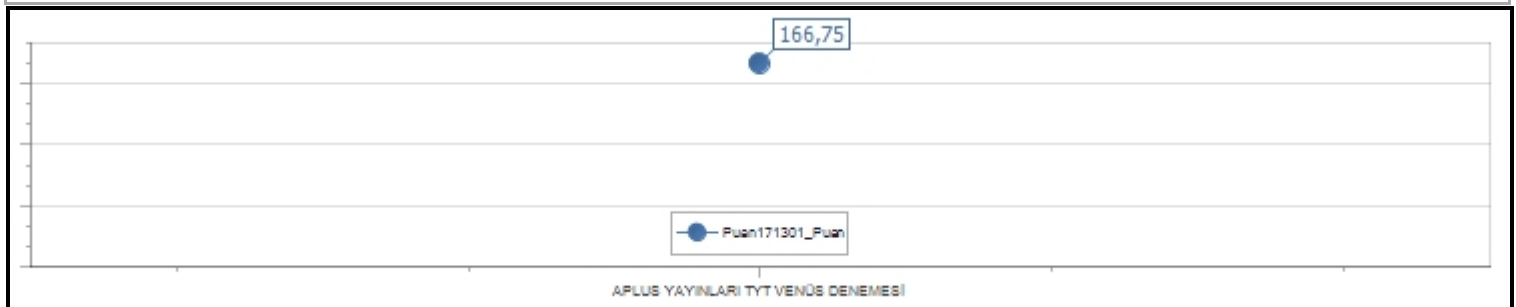 166,75
Puan171301_Puan
APLUS YAYINLARI TYT VENÜS DENEMESİ